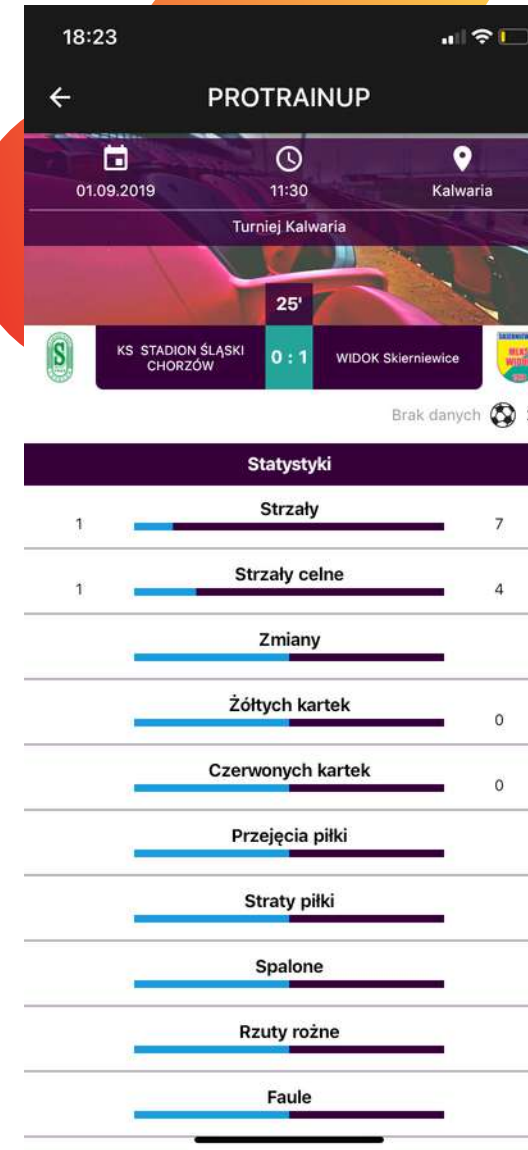 18:23
PROTRAINUP
01.09.2019
11:30
Kalwaria
Turniej Kalwaria
25'
S
KS STADION ŚLĄSKI
CHORZÓW
0 : 1
WIDOK Skierniewice
Brak danych
Statystyki
Strzały
1
7
Strzały celne
1
4
Zmiany
Żółtych kartek
0
Czerwonych kartek
0
Przejęcia piłki
Straty piłki
Spalone
Rzuty rożne
Faule